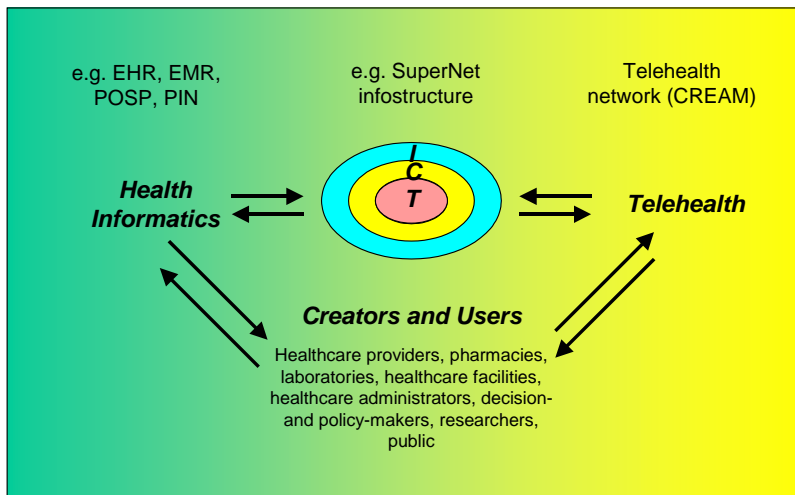 e.g. EHR, EMR,
POSP, PIN
e.g. SuperNet
infostructure
Telehealth
network (CREAM)
I
C
T
Health
Informatics
Telehealth
Creators and Users
Healthcare providers, pharmacies,
laboratories, healthcare facilities,
healthcare administrators, decision-
and policy-makers, researchers,
public